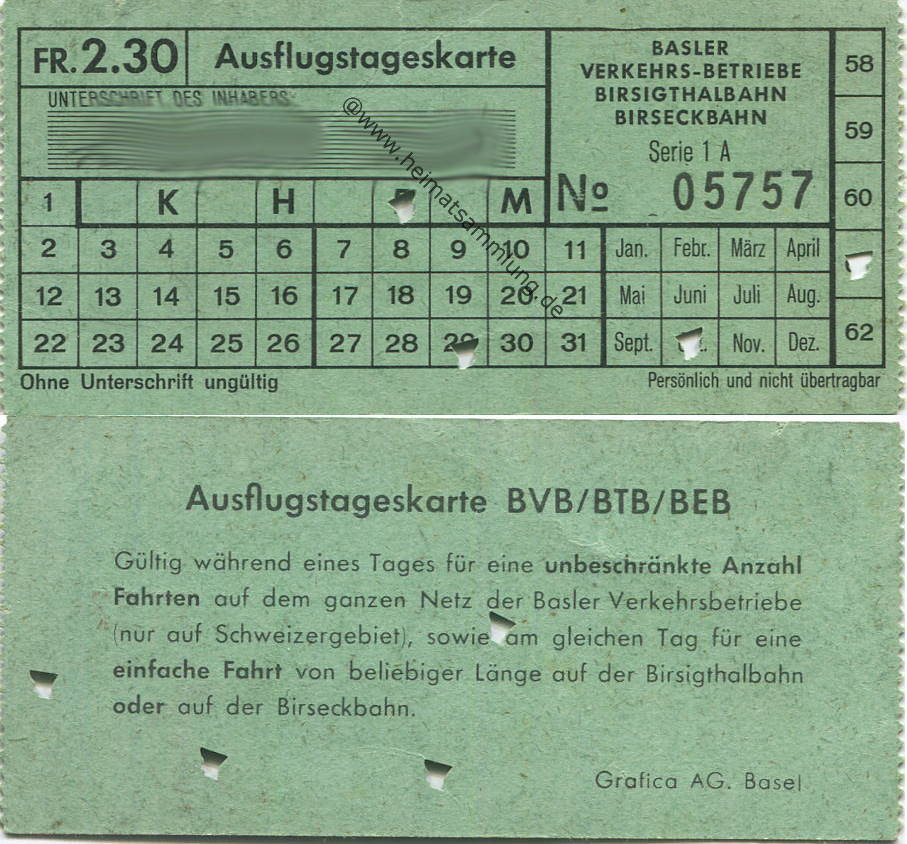 FR. 2.30 Ausflugstageskarte
UNTERSCHRIFT DES INHABERS:
BASLER
VERKEHRS-BETRIEBE
BIRSIGTHALBAHN
BIRSECKBAHN
Serie 1 A
No 05757
58
59
60
62
1 K H M
2 3 4 5 6 7 8 9 10 11 Jan. Febr. März April
12 13 14 15 16 17 18 19 20 21 Mai Juni Juli Aug.
22 23 24 25 26 27 28 30 31 Sept. Nov. Dez.
Ohne Unterschrift ungültig Persönlich und nicht übertragbar
@www.heimatsammlung.de
Ausflugstageskarte BVB/BTB/BEB
Gültig während eines Tages für eine unbeschränkte Anzahl
Fahrten auf dem ganzen Netz der Basler Verkehrsbetriebe
(nur auf Schweizergebiet), sowie am gleichen Tag für eine
einfache Fahrt von beliebiger Länge auf der Birsigthalbahn
oder auf der Birseckbahn.
Grafica AG. Basel